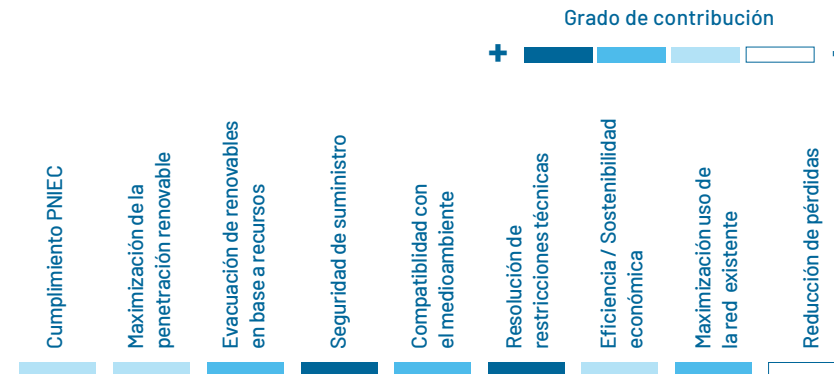 Grado de contribución
+
Cumplimiento PNIEC
Maximización de la
penetración renovable
Evacuación de renovables
en base a recursos
Seguridad de suministro
Compatiblidad con
el medioambiente
Resolución de
restricciones técnicas
Eficiencia / Sostenibilidad
económica
Maximización uso de
la red existente
Reducción de pérdidas